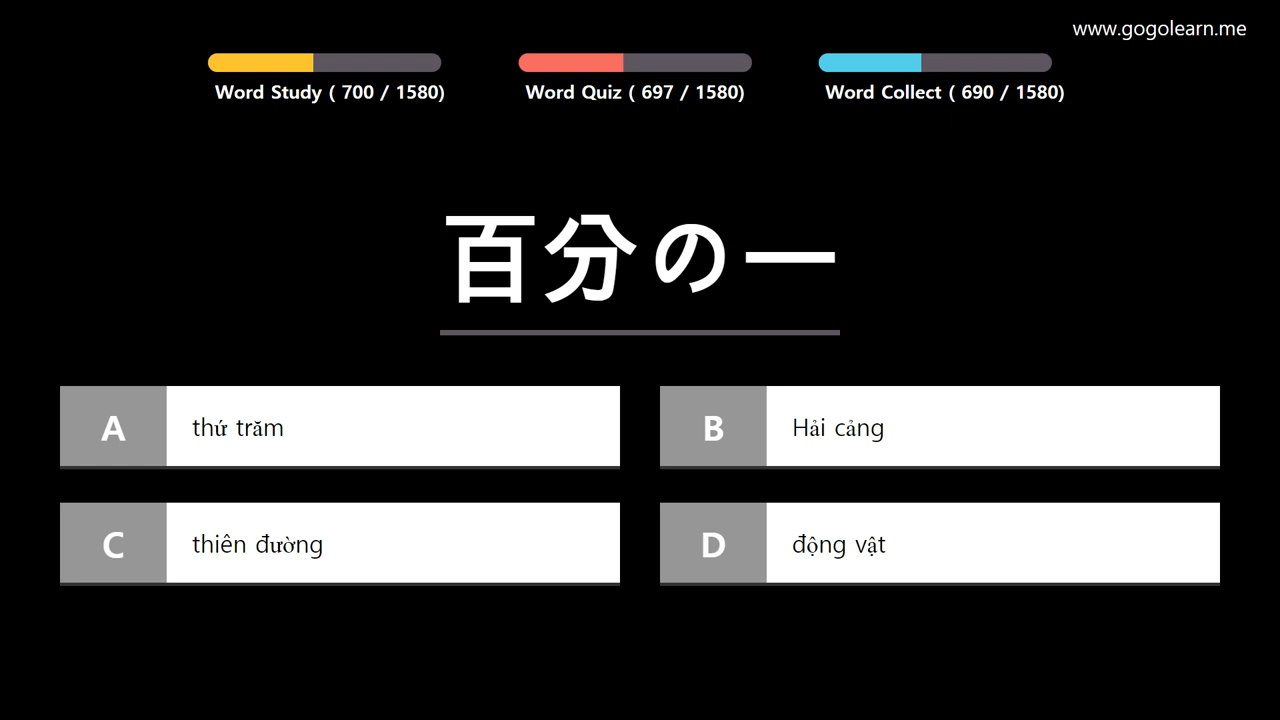 www.gogolearn.me
Word Study ( 700 / 1580)
Word Quiz ( 697 / 1580)
Word Collect ( 690 / 1580)
百分の一
A thứ trăm
B Hải cảng
C thiên đường
D động vật